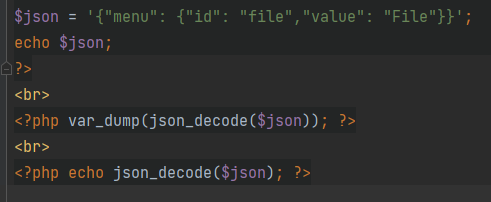 $json = '{"menu": {"id": "file","value": "File"}}';
echo $json;
?>
<br>
<?php var_dump(json_decode($json)); ?>
<br>
<?php echo json_decode($json); ?>